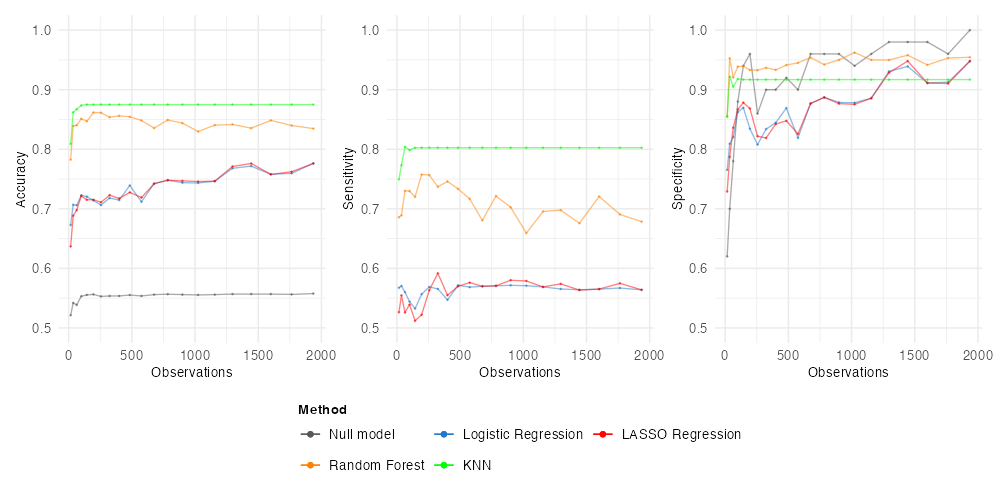 1.0
0.9
0.8
0.7
0.6
0.5
Accuracy
0 500 1000 1500 2000
Observations
1.0
0.9
0.8
0.7
0.6
0.5
Sensitivity
0 500 1000 1500 2000
Observations
1.0
0.9
0.8
0.7
0.6
0.5
Specificity
0 500 1000 1500 2000
Observations
Method
Null model Logistic Regression LASSO Regression
Random Forest KNN